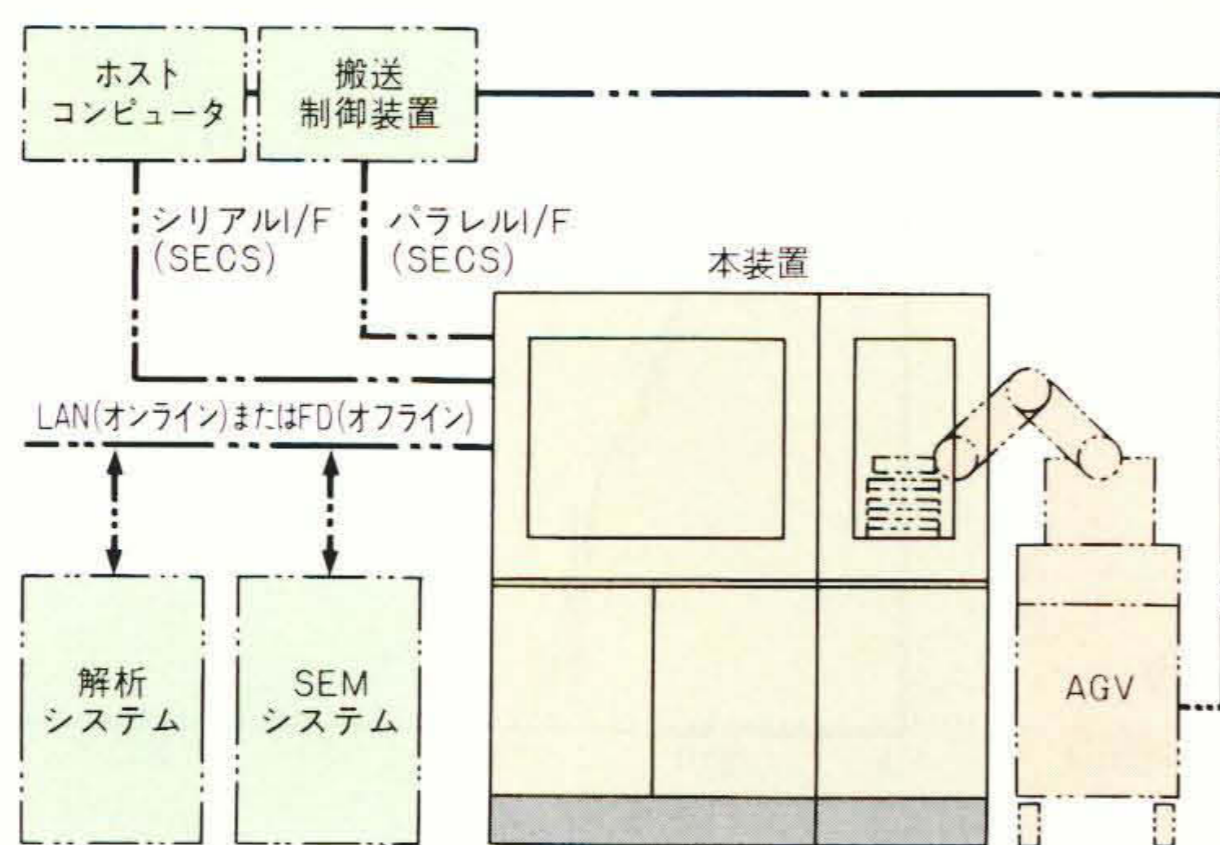 ホスト
コンピュータ
搬送
制御装置
シリアルI/F
(SECS)
パラレルI/F
(SECS)
本装置
LAN(オンライン)またはFD(オフライン)
解析
システム
SEM
システム
AGV